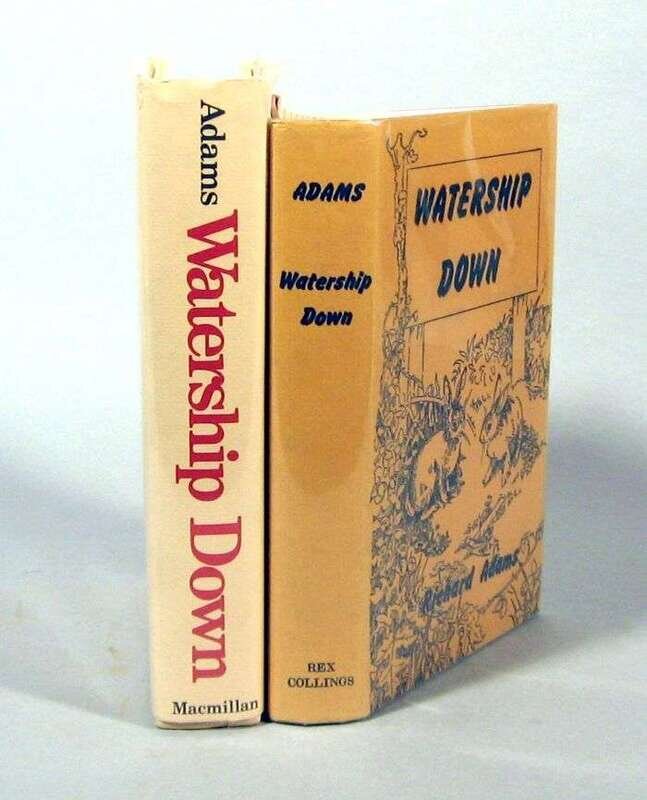 Adams Watership Down
Macmillan
ADAMS
Watership
Down
REX
COLLINGS
WATERSHIP
DOWN
Richard Adams